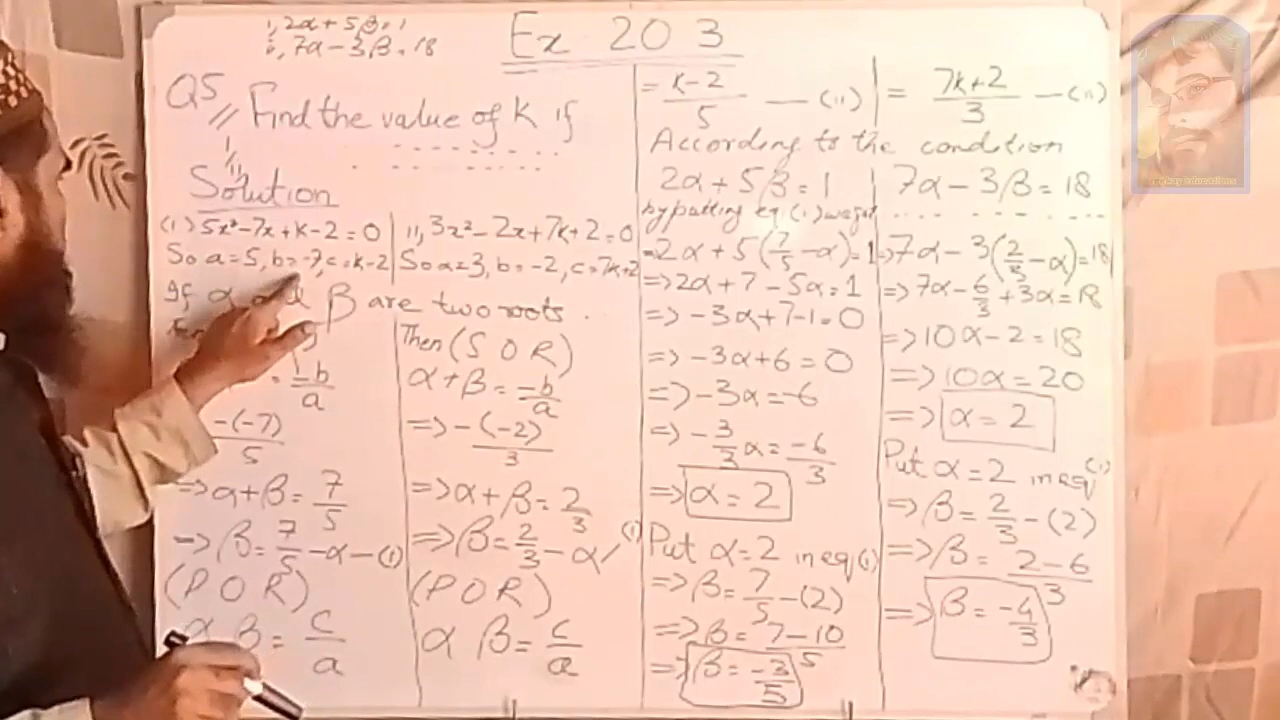 i, 2α + 5β = 1
ii, 7α - 3β = 18
Ex 20 3
Q5
Find the value of K if
Solution
(i) 5x² - 7x + k - 2 = 0
So a = 5, b = -7, c = k - 2
ii, 3x² - 2x + 7k + 2 = 0
So a = 3, b = -2, c = 7k + 2
If α and β are two roots.
= -b/a
-(-7)/5
=> α + β = 7/5
=> β = 7/5 - α - (i)
(P O R)
α β = c/a
Then (S O R)
α + β = -b/a
=> -(-2)/3
=> α + β = 2/3
=> β = 2/3 - α (i)
(P O R)
α β = c/a
= k-2/5 — (ii)
= 7k+2/3 — (ii)
According to the condition
2α + 5β = 1
by putting eq (i) we get
= 2α + 5(7/5 - α) = 1
=> 2α + 7 - 5α = 1
=> -3α + 7 - 1 = 0
=> -3α + 6 = 0
=> -3α = -6
=> -3/3 α = -6/3
=> α = 2
Put α = 2 in eq (i)
=> β = 7/5 - (2)
=> β = 7-10/5
=> β = -3/5
7α - 3β = 18
=> 7α - 3(2/3 - α) = 18
=> 7α - 6/3 + 3α = 18
=> 10α - 2 = 18
=> 10α = 20
=> α = 2
Put α = 2 in eq (i)
=> β = 2/3 - (2)
=> β = 2-6/3
=> β = -4/3